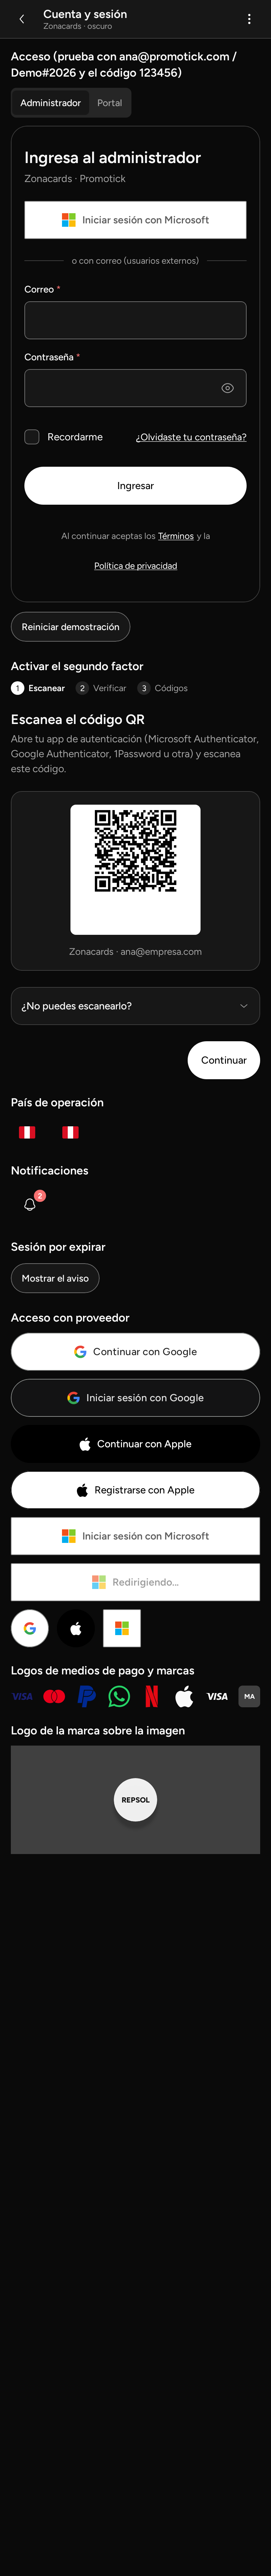 Cuenta y sesión
Zonacards · oscuro
Acceso (prueba con ana@promotick.com /
Demo#2026 y el código 123456)
Administrador Portal
Ingresa al administrador
Zonacards · Promotick
Iniciar sesión con Microsoft
o con correo (usuarios externos)
Correo *
Contraseña *
Recordarme ¿Olvidaste tu contraseña?
Ingresar
Al continuar aceptas los Términos y la
Política de privacidad
Reiniciar demostración
Activar el segundo factor
1 Escanear 2 Verificar 3 Códigos
Escanea el código QR
Abre tu app de autenticación (Microsoft Authenticator,
Google Authenticator, 1Password u otra) y escanea
este código.
Zonacards · ana@empresa.com
¿No puedes escanearlo?
Continuar
País de operación
Notificaciones
2
Sesión por expirar
Mostrar el aviso
Acceso con proveedor
Continuar con Google
Iniciar sesión con Google
Continuar con Apple
Registrarse con Apple
Iniciar sesión con Microsoft
Redirigiendo...
Logos de medios de pago y marcas
VISA VISA MA
Logo de la marca sobre la imagen
REPSOL